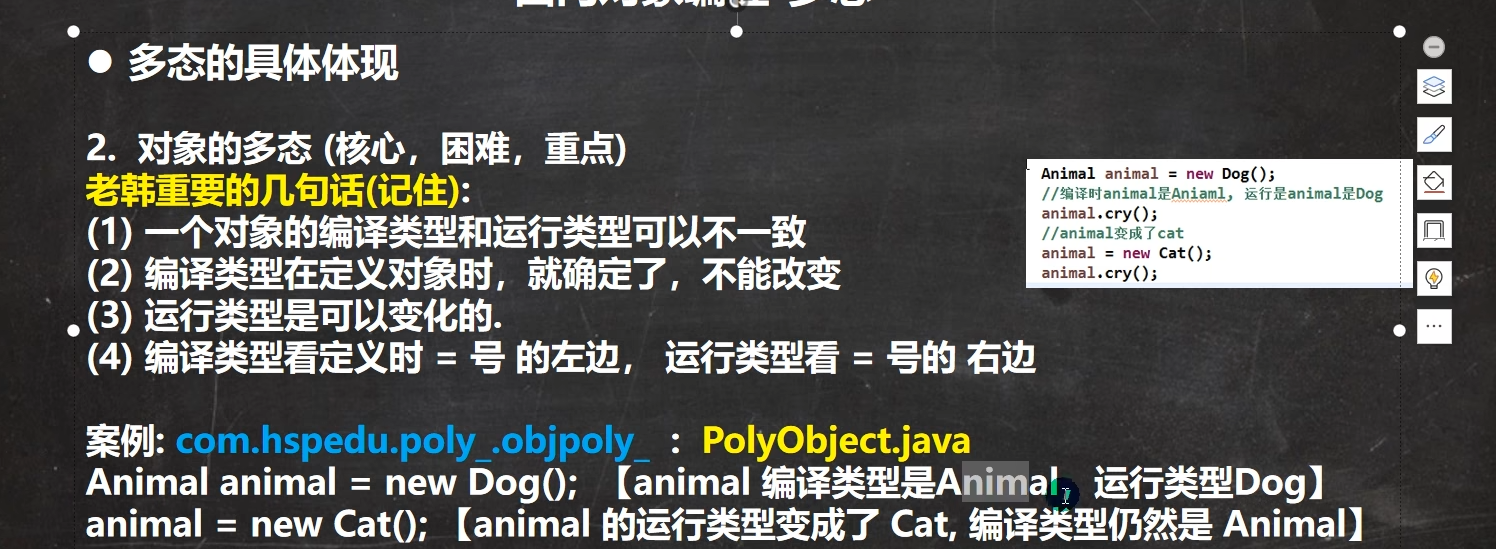 多态的具体体现
2. 对象的多态 (核心，困难，重点)
老韩重要的几句话(记住):
(1) 一个对象的编译类型和运行类型可以不一致
(2) 编译类型在定义对象时，就确定了，不能改变
(3) 运行类型是可以变化的.
(4) 编译类型看定义时 = 号 的左边， 运行类型看 = 号的 右边
案例: com.hspedu.poly_.objpoly_ : PolyObject.java
Animal animal = new Dog(); 【animal 编译类型是Animal, 运行类型Dog】
animal = new Cat(); 【animal 的运行类型变成了 Cat, 编译类型仍然是 Animal】
Animal animal = new Dog();
//编译时animal是Aniaml, 运行是animal是Dog
animal.cry();
//animal变成了cat
animal = new Cat();
animal.cry();